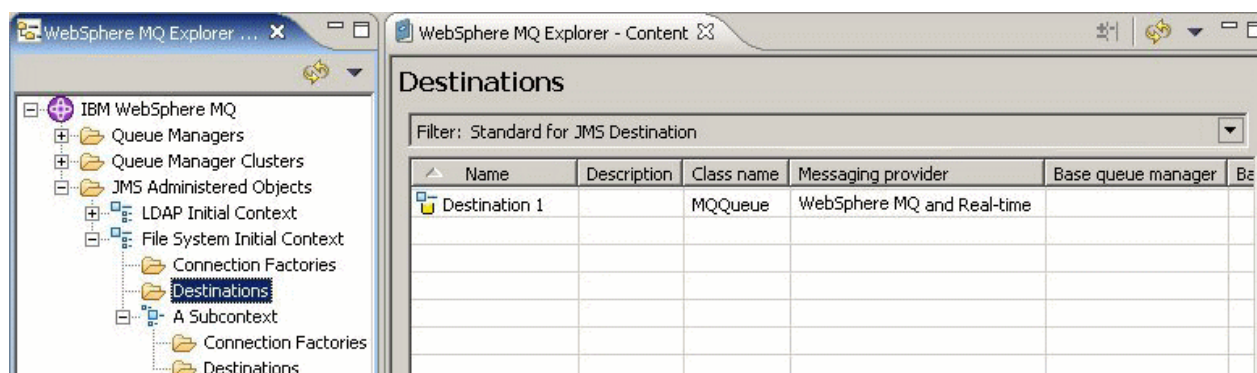 WebSphere MQ Explorer ...
IBM WebSphere MQ
Queue Managers
Queue Manager Clusters
JMS Administered Objects
LDAP Initial Context
File System Initial Context
Connection Factories
Destinations
A Subcontext
Connection Factories
Destinations
WebSphere MQ Explorer - Content
Destinations
Filter: Standard for JMS Destination
Name Description Class name Messaging provider Base queue manager Ba
Destination 1 MQQueue WebSphere MQ and Real-time